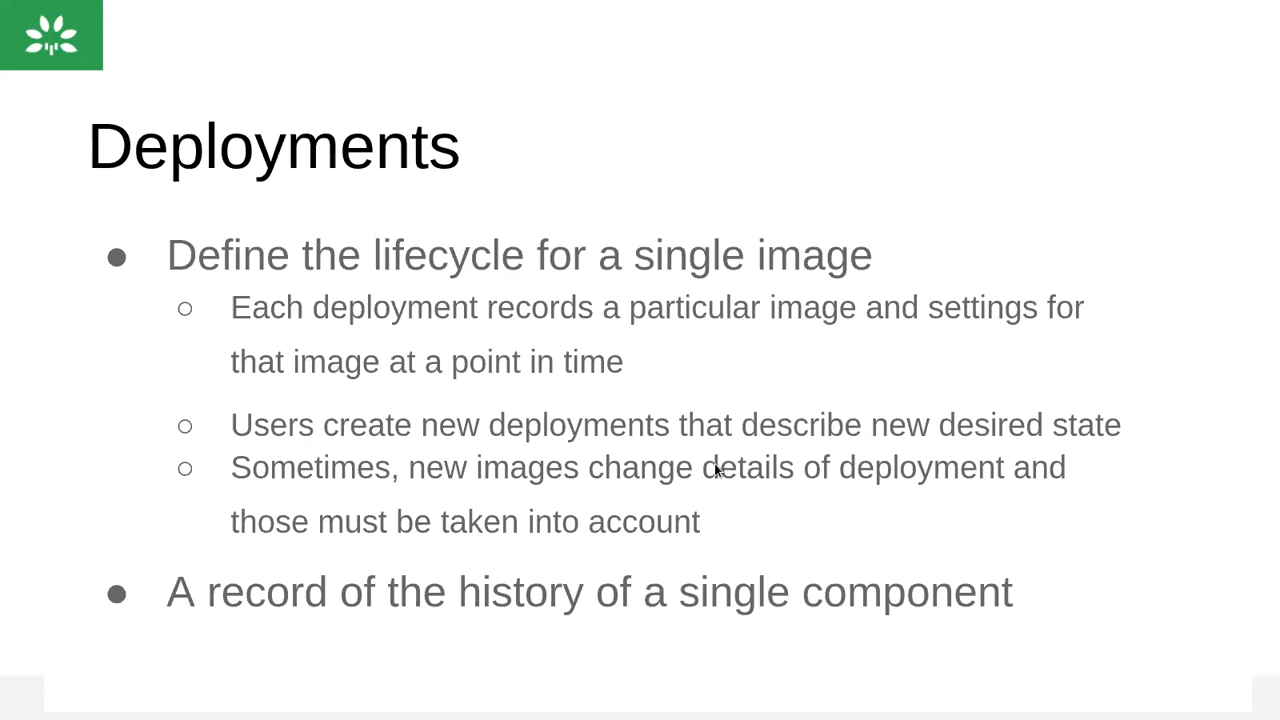 Deployments
● Define the lifecycle for a single image
○ Each deployment records a particular image and settings for
that image at a point in time
○ Users create new deployments that describe new desired state
○ Sometimes, new images change details of deployment and
those must be taken into account
● A record of the history of a single component